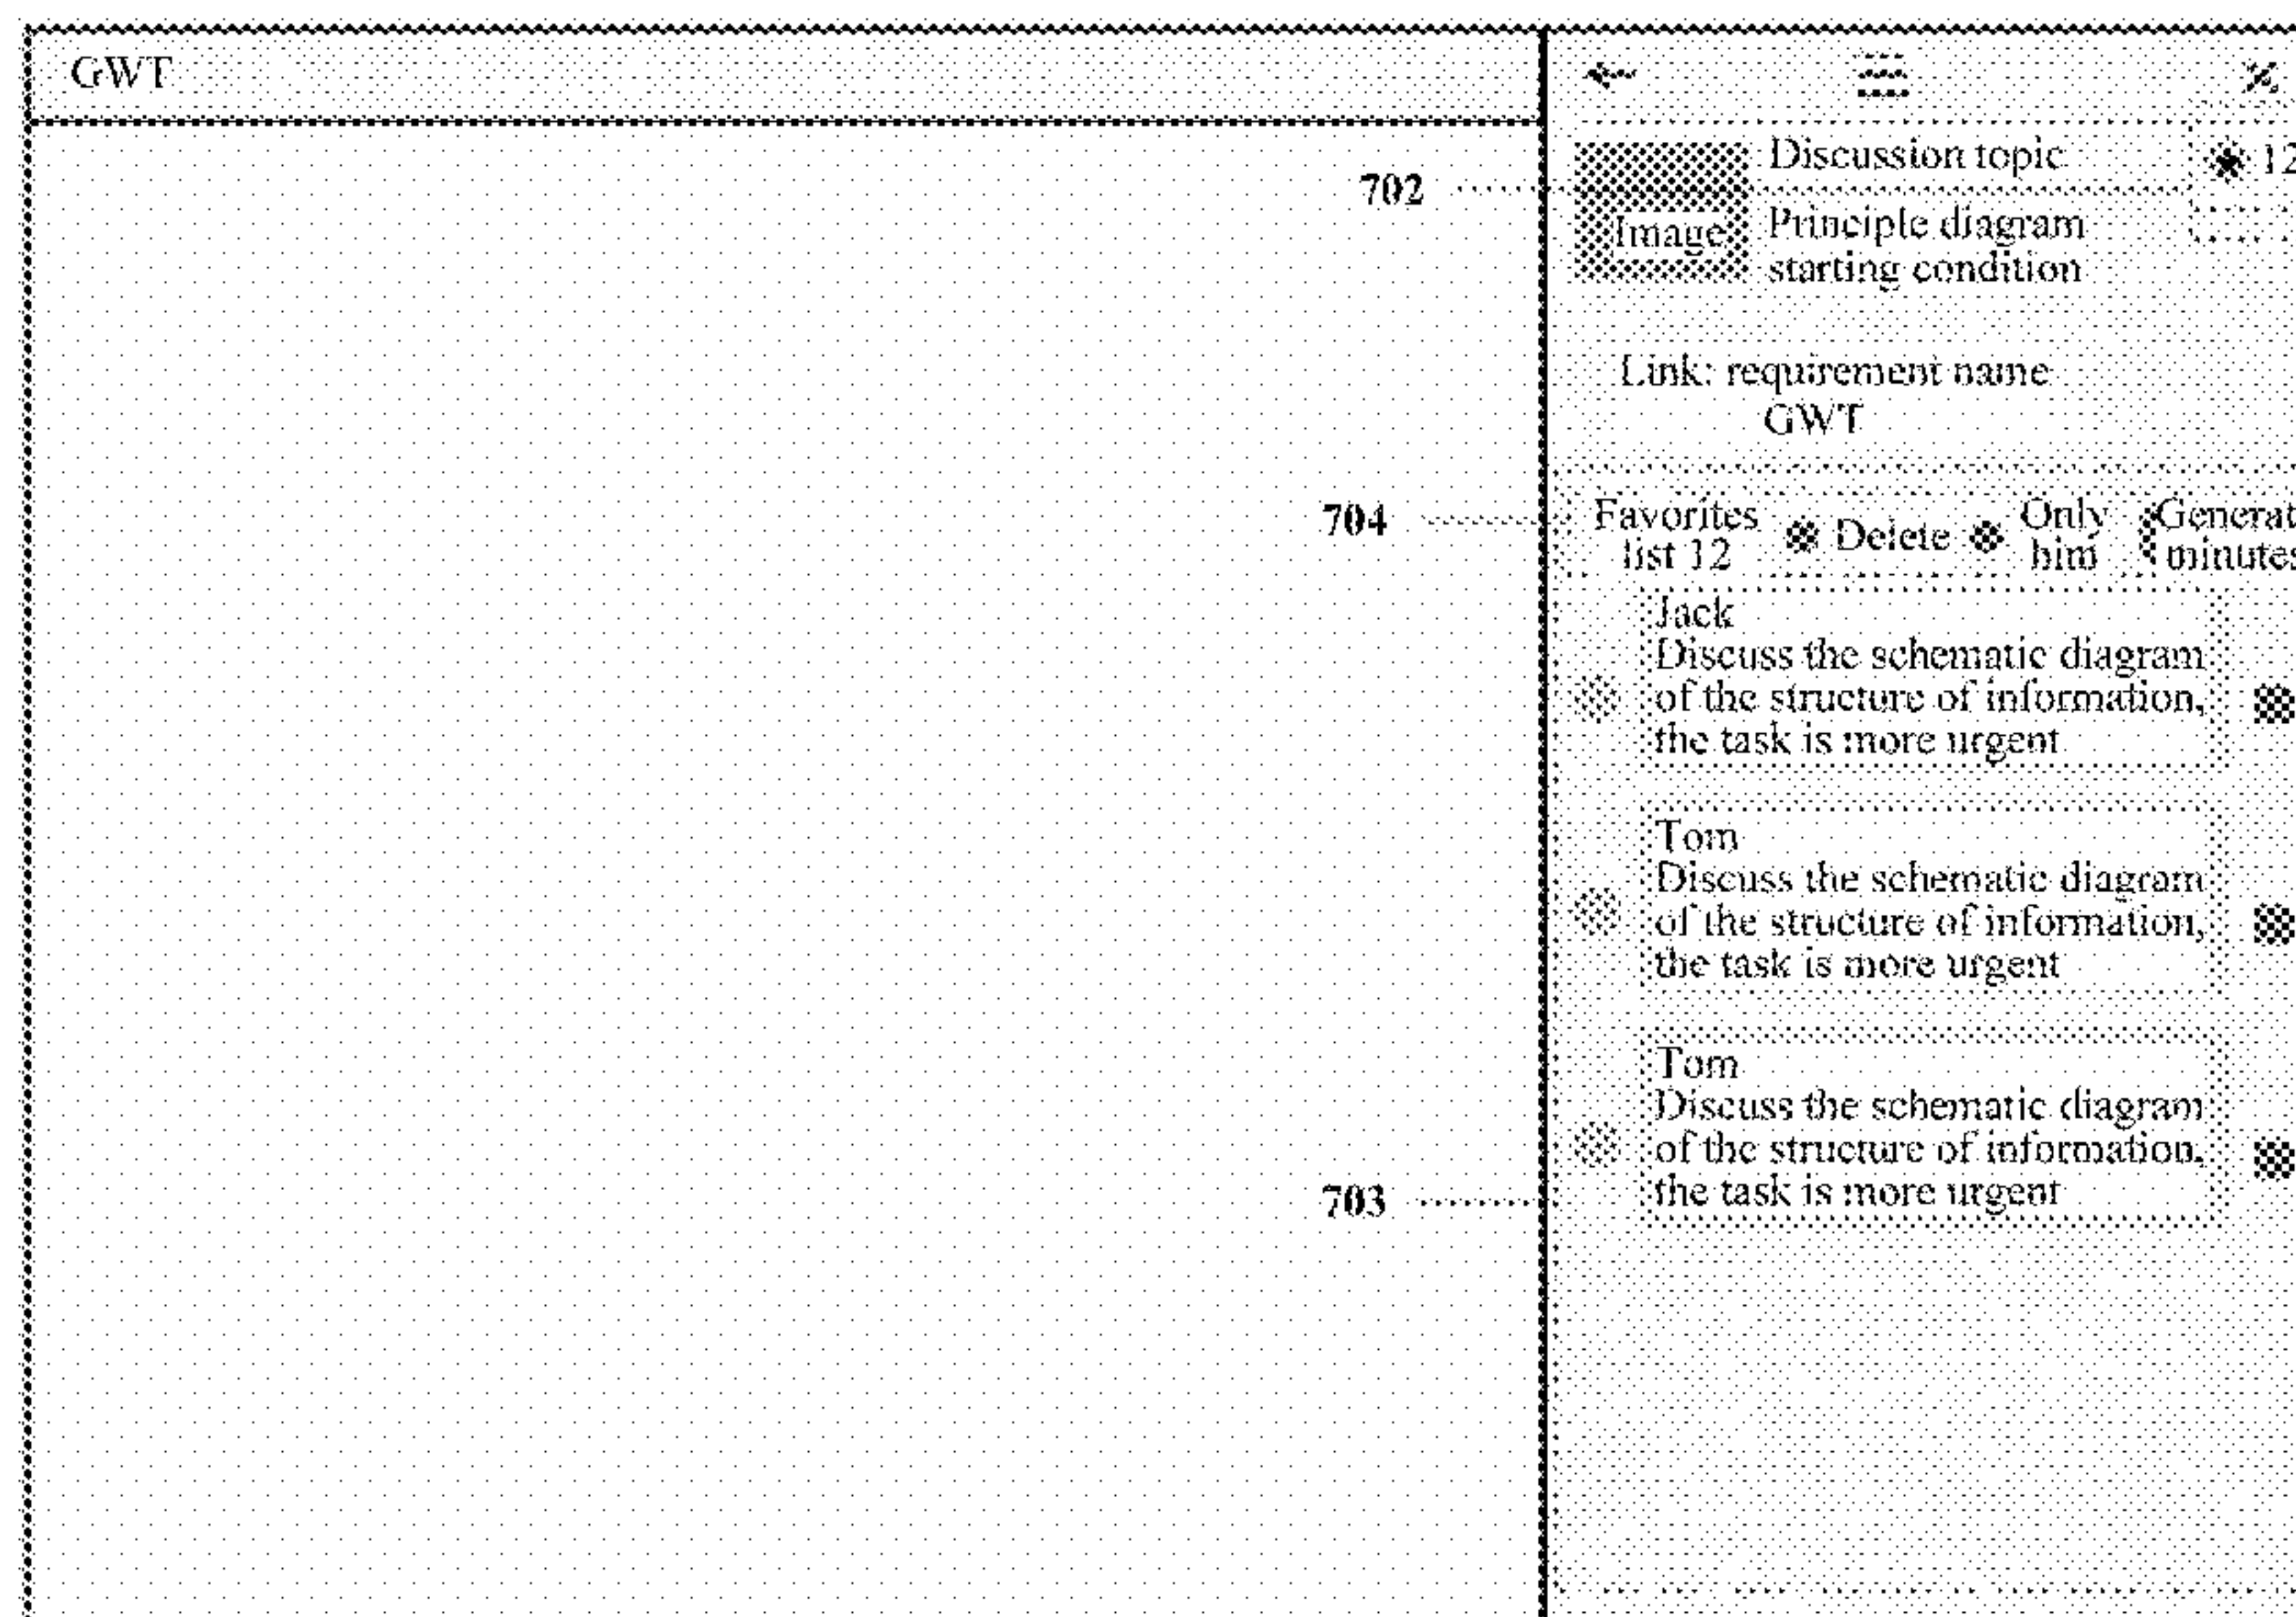 GWT
702
Discussion topic
12
Image
Principle diagram
starting condition
Link: requirement name
GWT
704
Favorites
list 12
Delete
Only
him
Generat
minutes
Jack
Discuss the schematic diagram
of the structure of information,
the task is more urgent
Tom
Discuss the schematic diagram
of the structure of information,
the task is more urgent
Tom
Discuss the schematic diagram
of the structure of information,
the task is more urgent
703